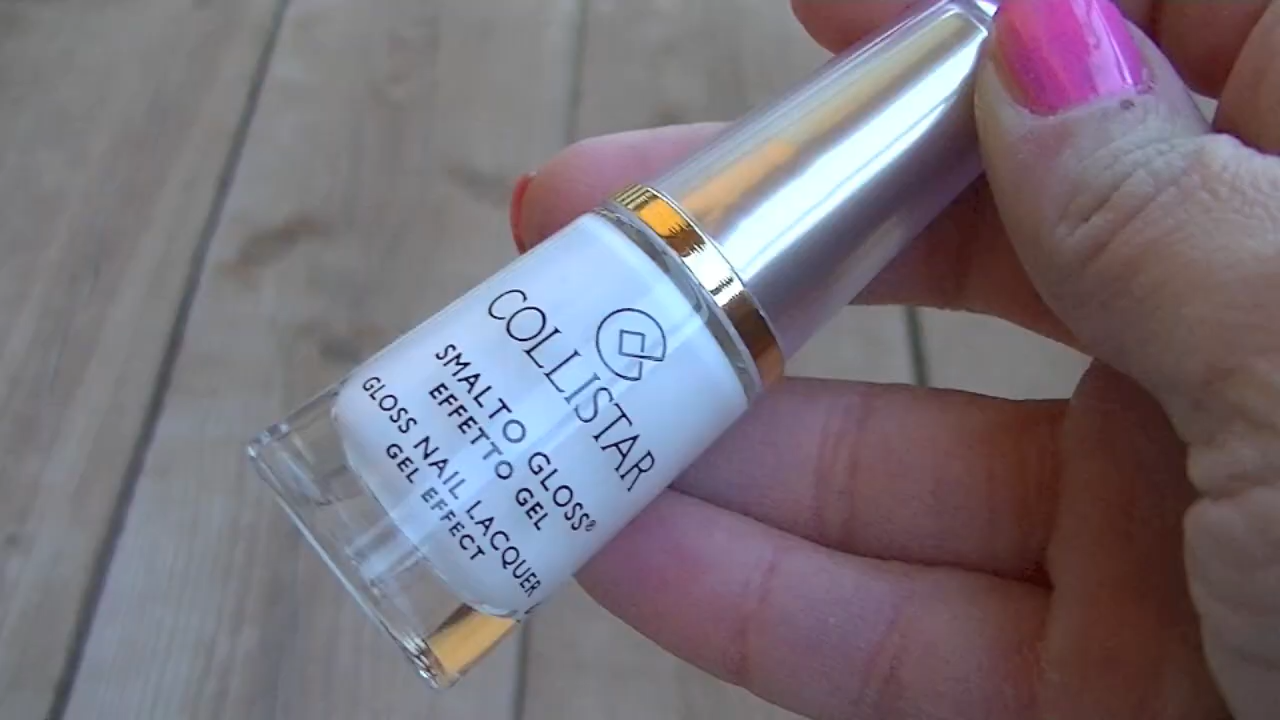 COLLISTAR
SMALTO GLOSS®
EFFETTO GEL
GLOSS NAIL LACQUER
GEL EFFECT